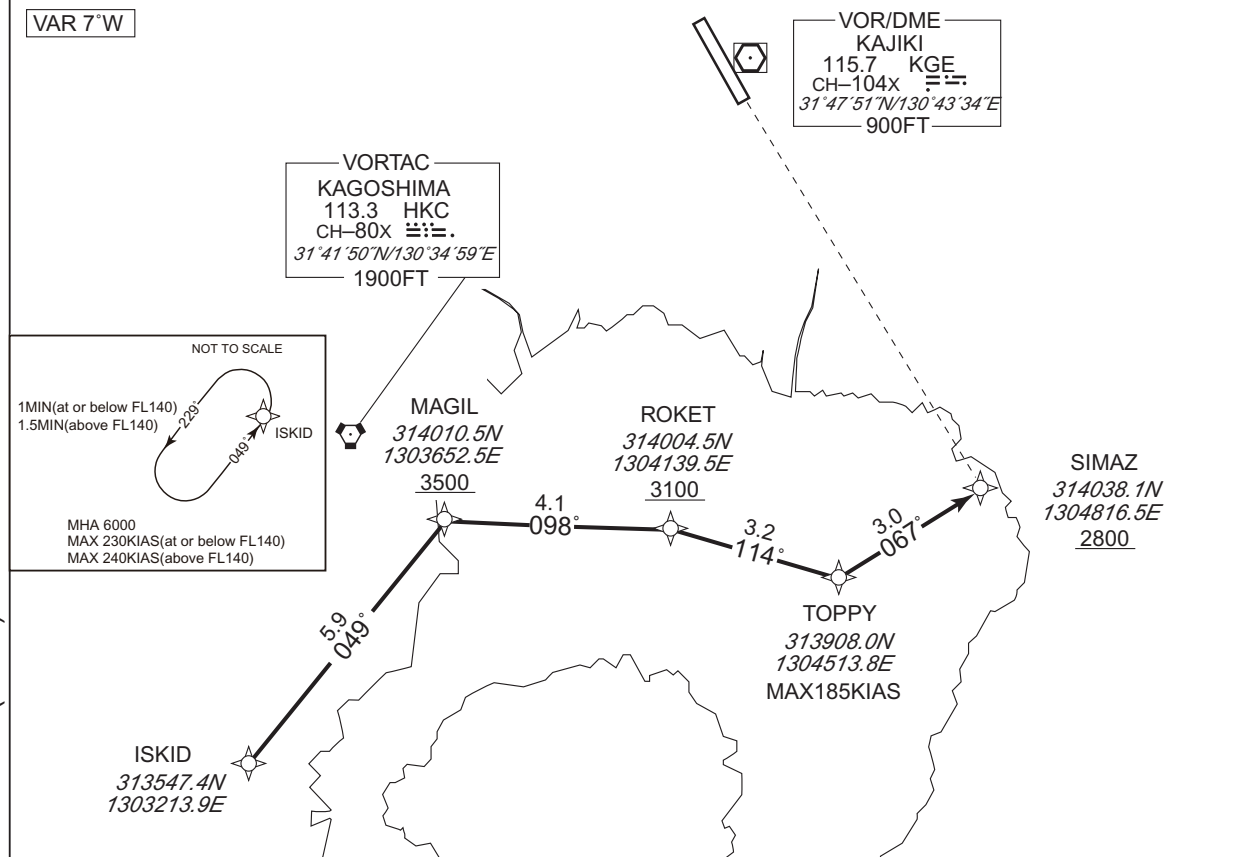 VAR 7°W
VOR/DME
KAJIKI
115.7 KGE
CH–104X
31°47′51″N/130°43′34″E
900FT
VORTAC
KAGOSHIMA
113.3 HKC
CH–80X
31°41′50″N/130°34′59″E
1900FT
NOT TO SCALE
1MIN(at or below FL140)
1.5MIN(above FL140)
229°
049°
ISKID
MHA 6000
MAX 230KIAS(at or below FL140)
MAX 240KIAS(above FL140)
MAGIL
314010.5N
1303652.5E
3500
4.1
098°
ROKET
314004.5N
1304139.5E
3100
3.2
114°
3.0
067°
SIMAZ
314038.1N
1304816.5E
2800
TOPPY
313908.0N
1304513.8E
MAX185KIAS
5.9
049°
ISKID
313547.4N
1303213.9E